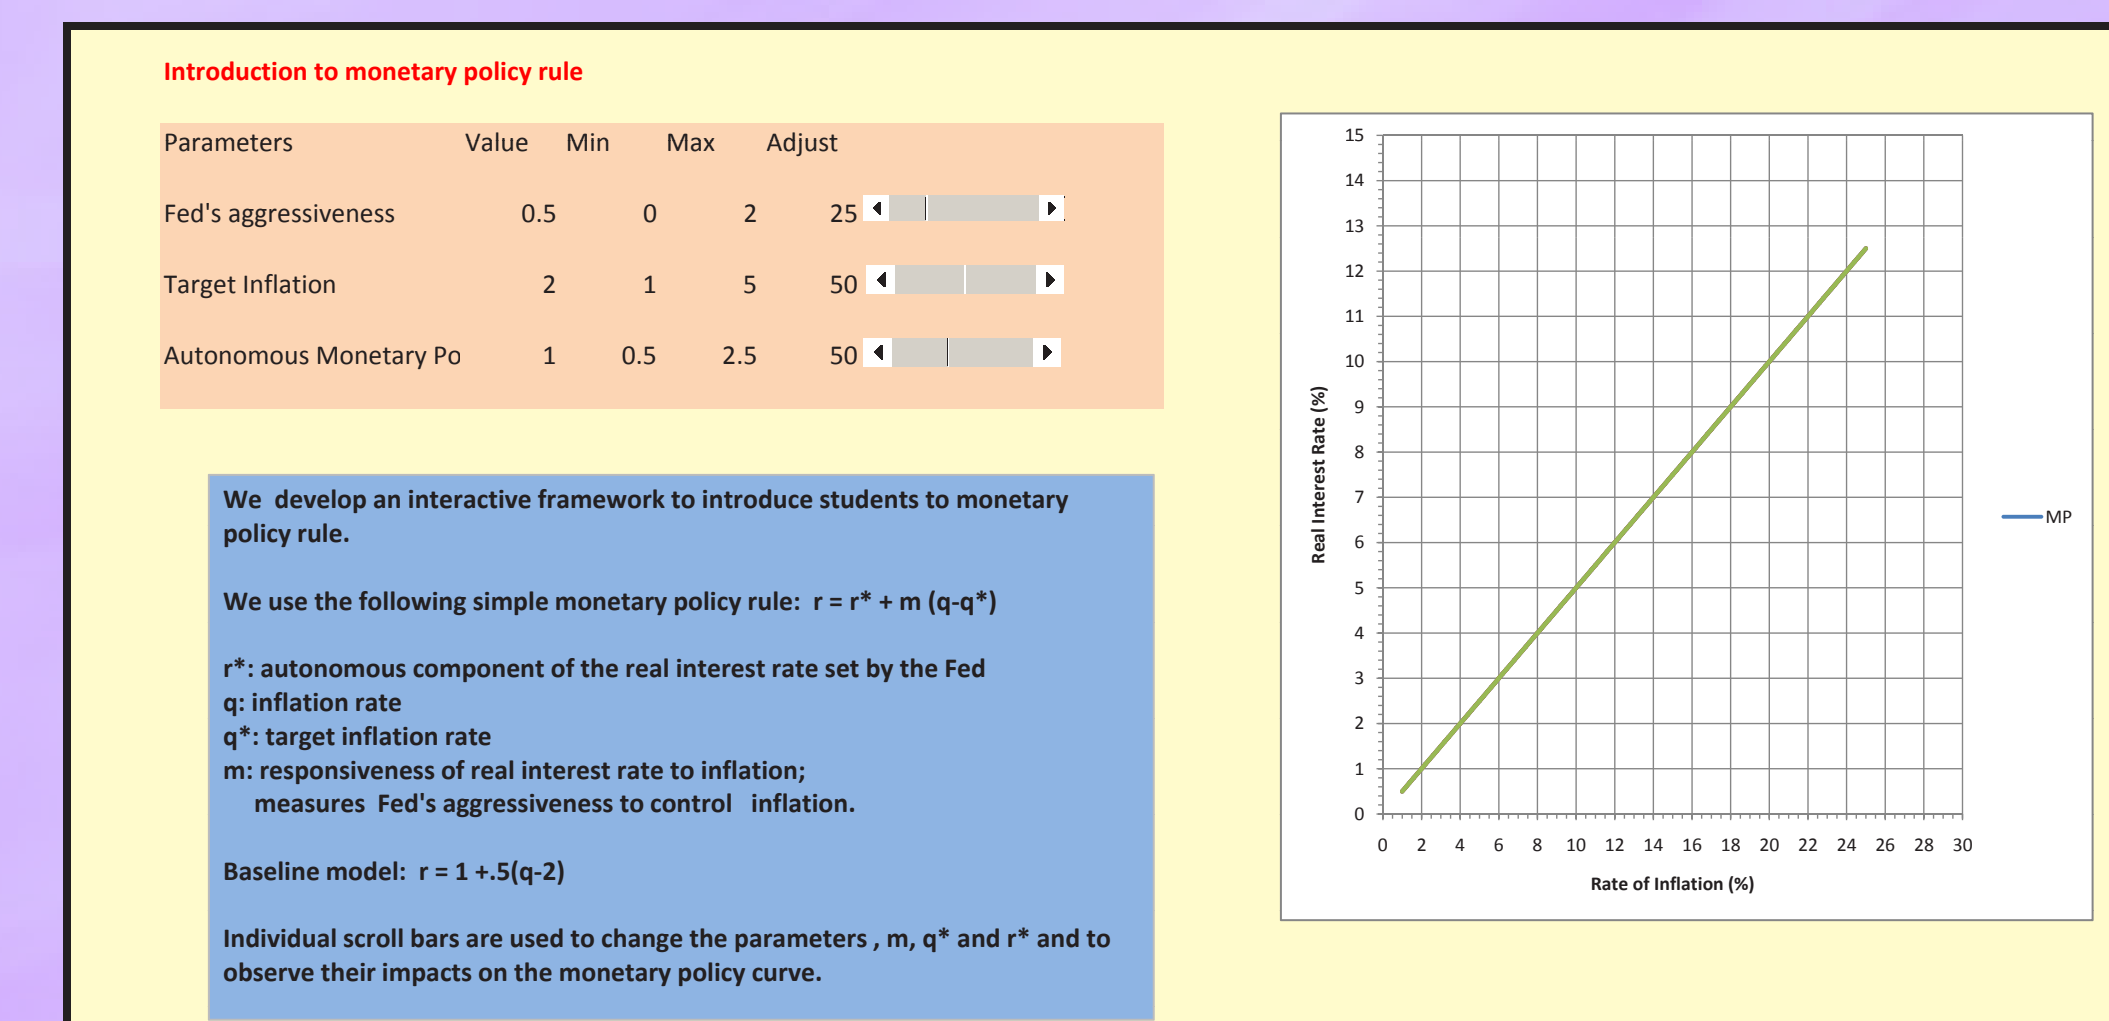 Introduction to monetary policy rule
Parameters Value Min Max Adjust
Fed's aggressiveness 0.5 0 2 25
Target Inflation 2 1 5 50
Autonomous Monetary Po 1 0.5 2.5 50
We develop an interactive framework to introduce students to monetary
policy rule.
We use the following simple monetary policy rule: r = r* + m (q-q*)
r*: autonomous component of the real interest rate set by the Fed
q: inflation rate
q*: target inflation rate
m: responsiveness of real interest rate to inflation;
measures Fed's aggressiveness to control inflation.
Baseline model: r = 1 +.5(q-2)
Individual scroll bars are used to change the parameters , m, q* and r* and to
observe their impacts on the monetary policy curve.
15
14
13
12
11
10
9
8
7
6
5
4
3
2
1
0
Real Interest Rate (%)
0 2 4 6 8 10 12 14 16 18 20 22 24 26 28 30
Rate of Inflation (%)
MP